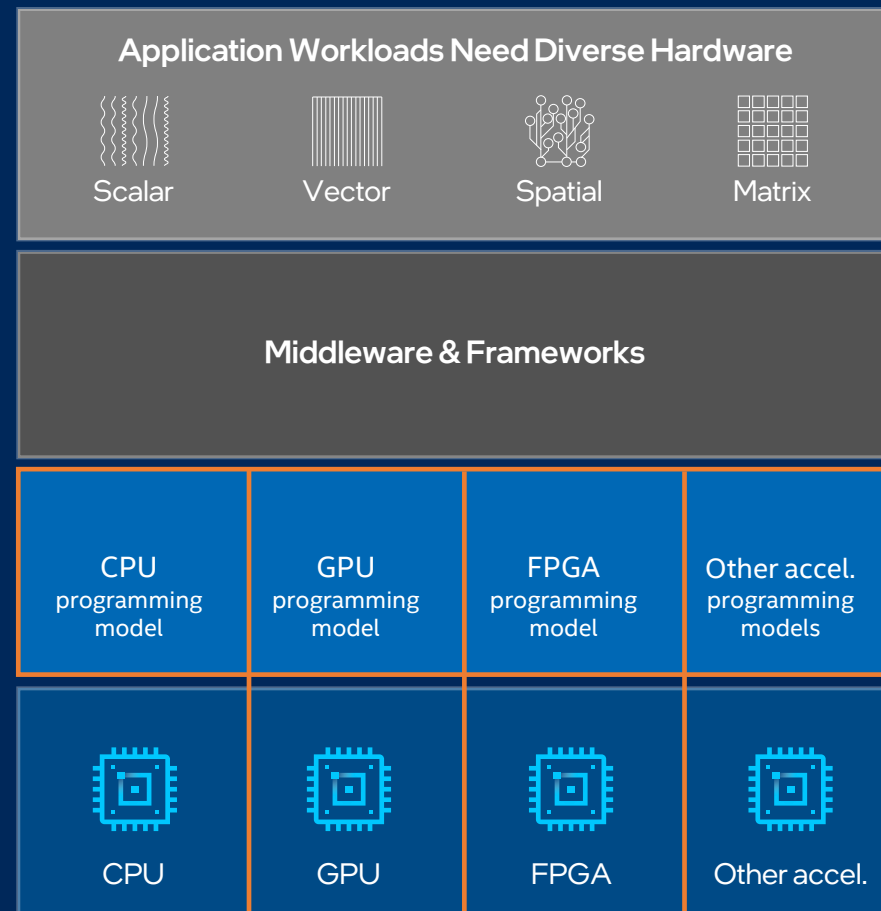 Application Workloads Need Diverse Hardware
Scalar
Vector
Spatial
Matrix
Middleware & Frameworks
CPU
programming
model
GPU
programming
model
FPGA
programming
model
Other accel.
programming
models
CPU
GPU
FPGA
Other accel.